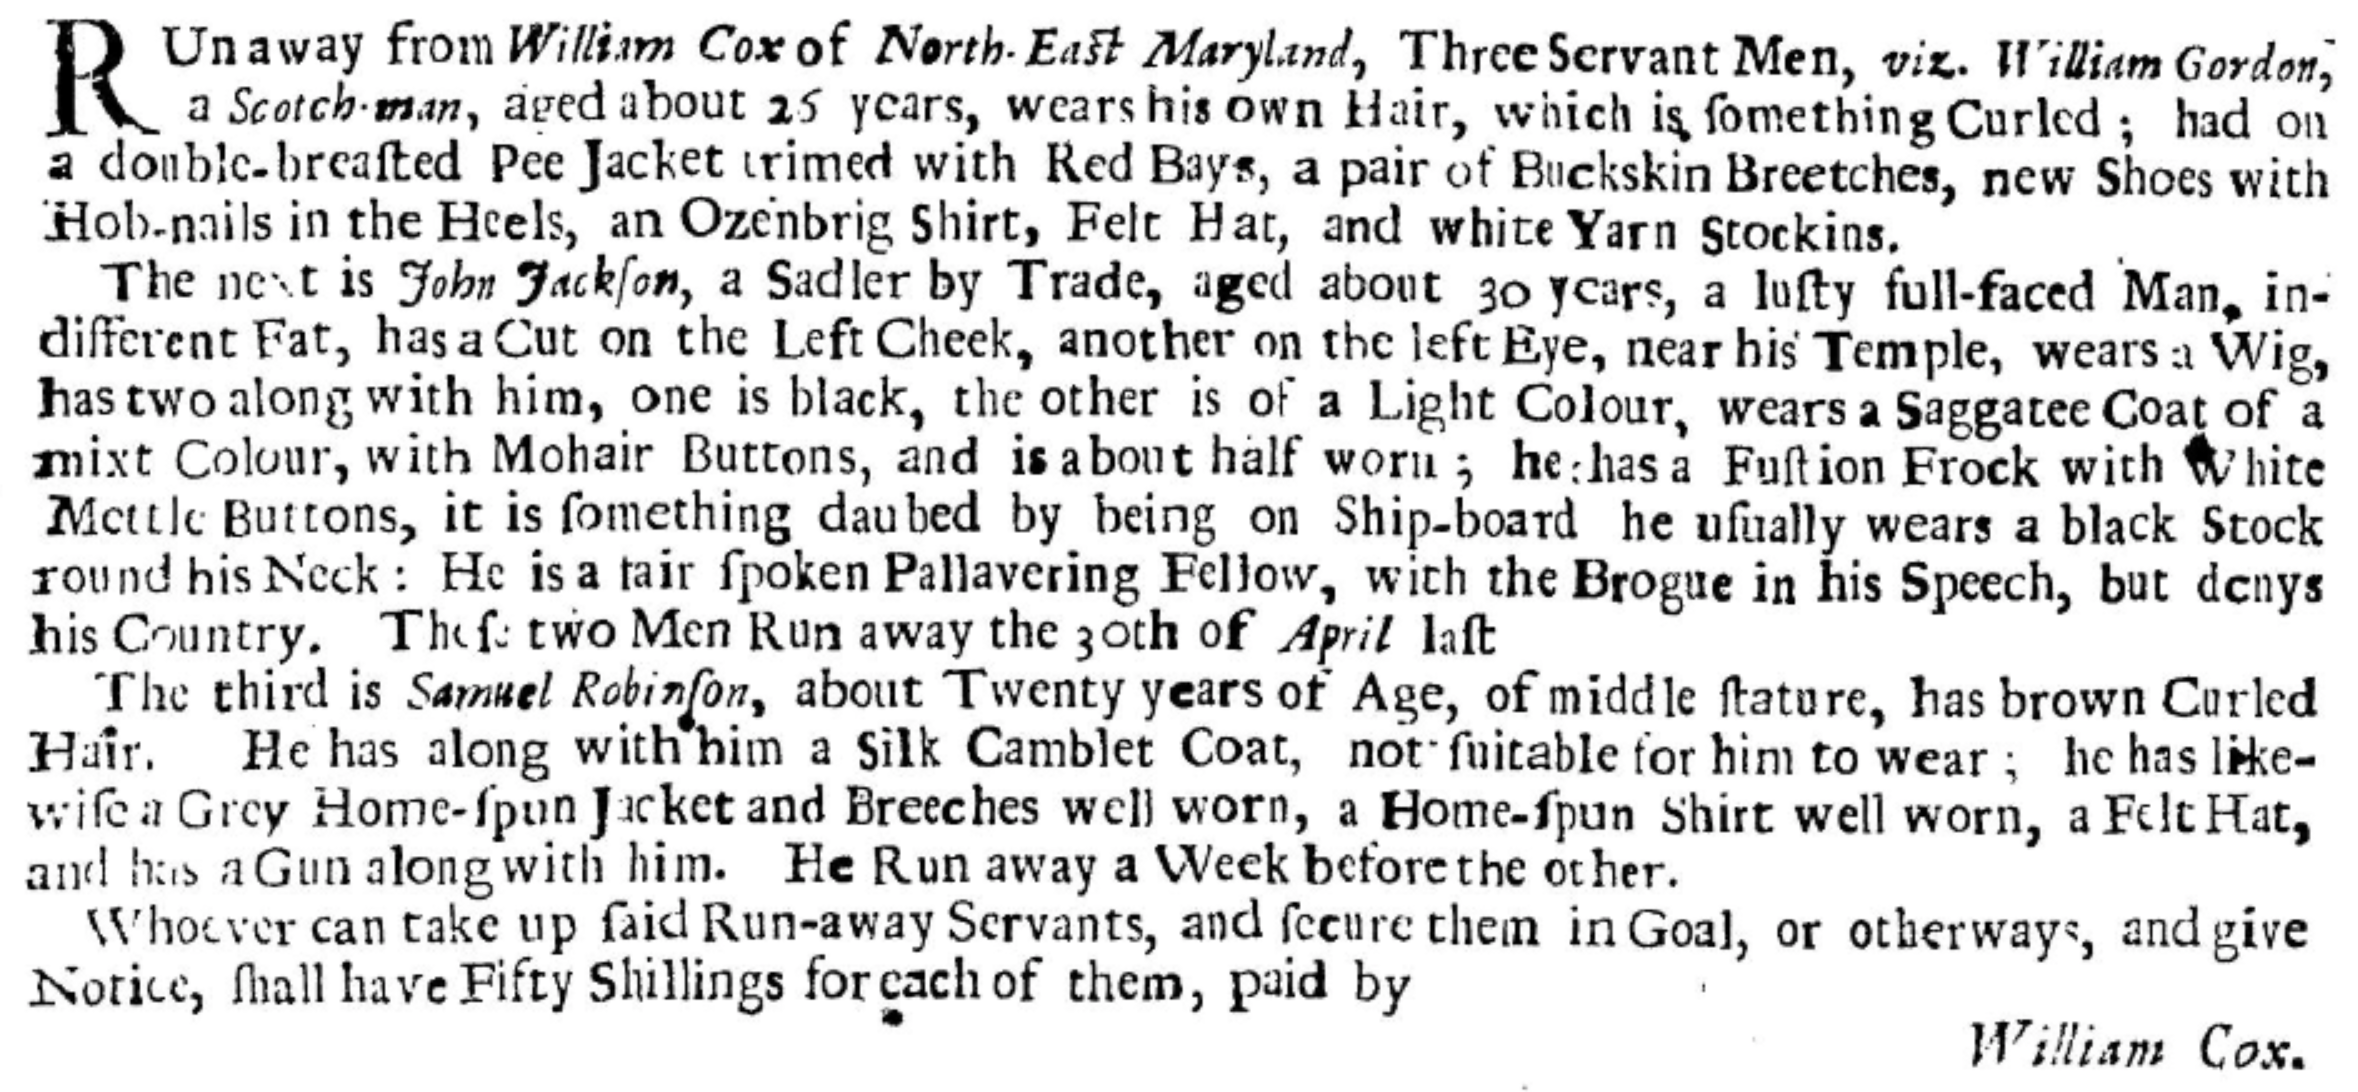 RUnaway from William Cox of North-East Maryland, Three Servant Men, viz. William Gordon,
a Scotch-man, aged about 25 years, wears his own Hair, which is ſomething Curled ; had on
a double-breaſted Pee Jacket trimed with Red Bays, a pair of Buckskin Breetches, new Shoes with
Hob-nails in the Heels, an Ozenbrig Shirt, Felt Hat, and white Yarn Stockins.
The next is John Jackſon, a Sadler by Trade, aged about 30 years, a luſty full-faced Man, in-
different Fat, has a Cut on the Left Cheek, another on the left Eye, near his Temple, wears a Wig,
has two along with him, one is black, the other is of a Light Colour, wears a Saggatee Coat of a
mixt Colour, with Mohair Buttons, and is about half worn ; he has a Fuſtion Frock with White
Mettle Buttons, it is ſomething daubed by being on Ship-board he uſually wears a black Stock
round his Neck : He is a fair ſpoken Pallavering Fellow, with the Brogue in his Speech, but denys
his Country. Theſe two Men Run away the 30th of April laſt
The third is Samuel Robinſon, about Twenty years of Age, of middle ſtature, has brown Curled
Hair. He has along with him a Silk Camblet Coat, not ſuitable for him to wear ; he has like-
wiſe a Grey Home-ſpun Jacket and Breeches well worn, a Home-ſpun Shirt well worn, a Felt Hat,
and has a Gun along with him. He Run away a Week before the other.
Whoever can take up ſaid Run-away Servants, and ſecure them in Goal, or otherways, and give
Notice, ſhall have Fifty Shillings for each of them, paid by
William Cox.